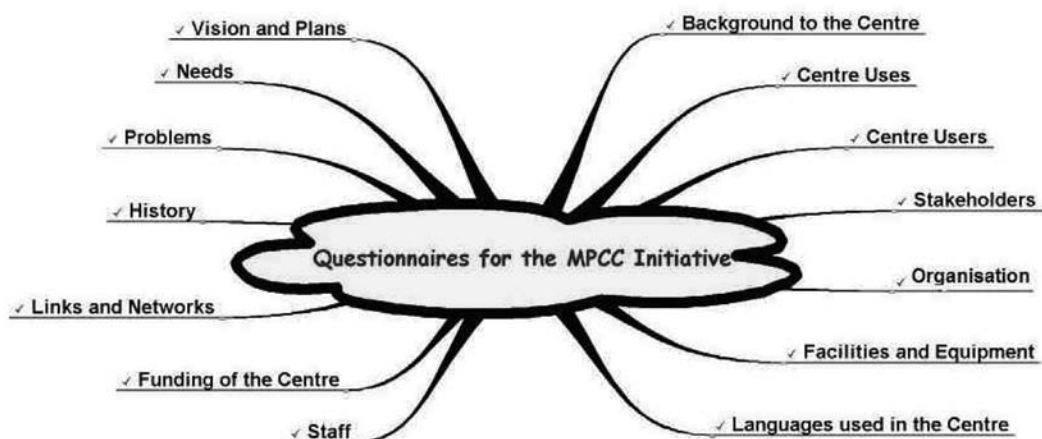 ✓ Vision and Plans
✓ Needs
✓ Problems
✓ History
✓ Links and Networks
✓ Funding of the Centre
✓ Staff
Questionnaires for the MPCC Initiative
✓ Background to the Centre
✓ Centre Uses
✓ Centre Users
✓ Stakeholders
✓ Organisation
✓ Facilities and Equipment
✓ Languages used in the Centre